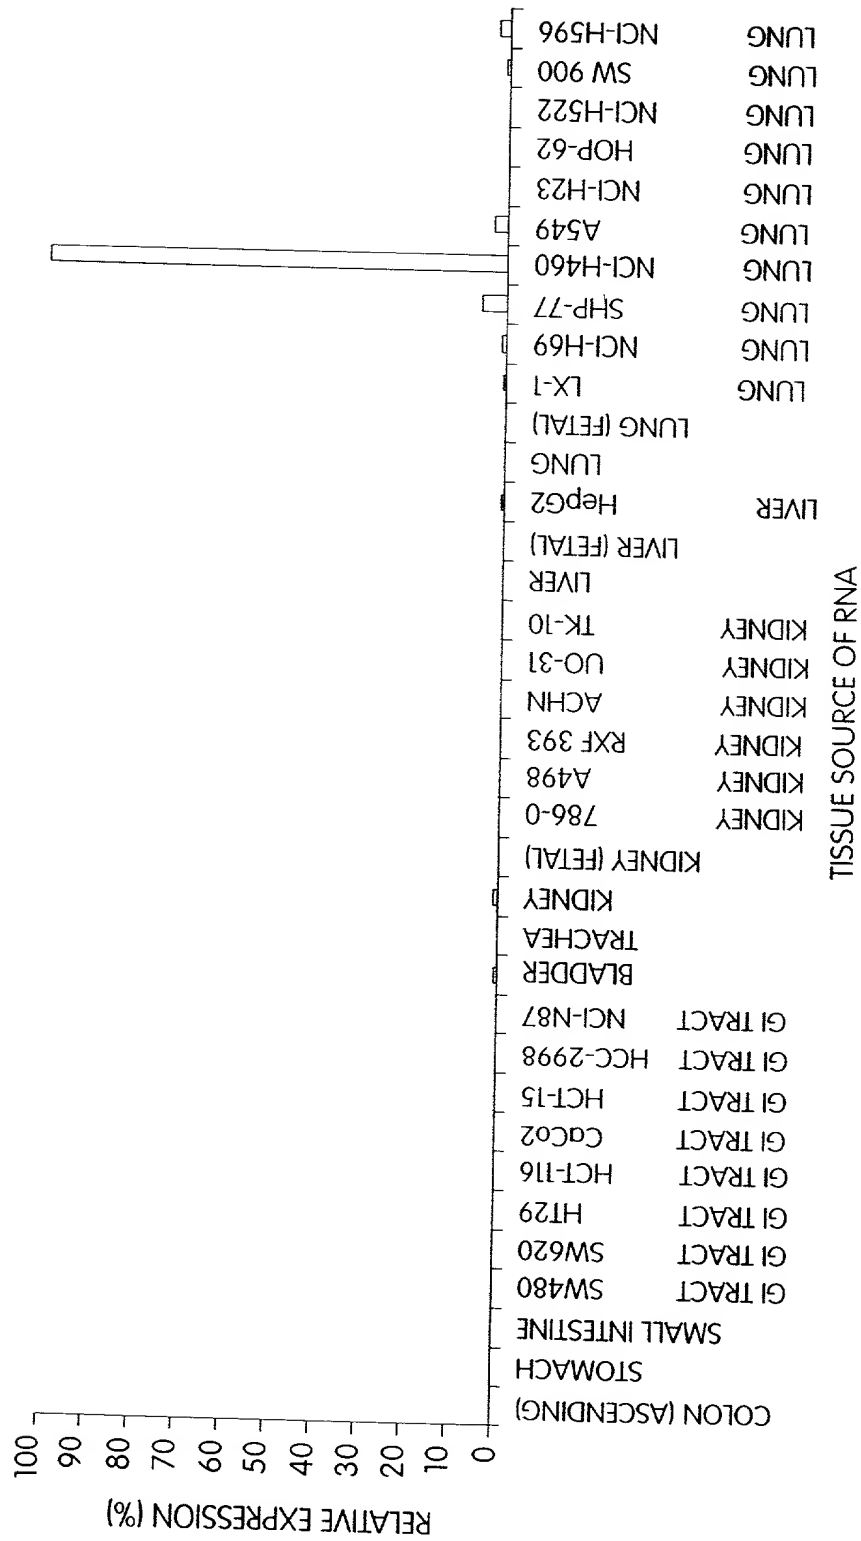 RELATIVE EXPRESSION (%)
100
90
80
70
60
50
40
30
20
10
0
COLON (ASCENDING)
STOMACH
SMALL INTESTINE
SW480 GI TRACT
SW620 GI TRACT
HT29 GI TRACT
HCT-116 GI TRACT
CaCo2 GI TRACT
HCT-15 GI TRACT
HCC-2998 GI TRACT
NCI-N87 GI TRACT
BLADDER
TRACHEA
KIDNEY
KIDNEY (FETAL)
786-0 KIDNEY
A498 KIDNEY
RXF 393 KIDNEY
ACHN KIDNEY
UO-31 KIDNEY
TK-10 KIDNEY
LIVER
LIVER (FETAL)
HepG2 LIVER
LUNG
LUNG (FETAL)
LX-1 LUNG
NCI-H69 LUNG
SHP-77 LUNG
NCI-H460 LUNG
A549 LUNG
NCI-H23 LUNG
HOP-62 LUNG
NCI-H522 LUNG
SW 900 LUNG
NCI-H596 LUNG
TISSUE SOURCE OF RNA